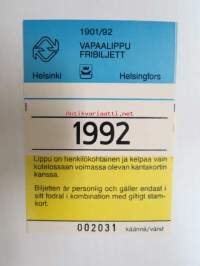 1901/92
VAPAALIPPU
FRIBILJETT
Helsinki
Helsingfors
1992
Lippu on henkilökohtainen ja kelpaa vain
kotelossaan voimassa olevan kantakortin
kanssa.
Biljetten är personlig och gäller endast i
sitt fodral i combination med giltigt stam-
kort.
002031
käännä/vänd